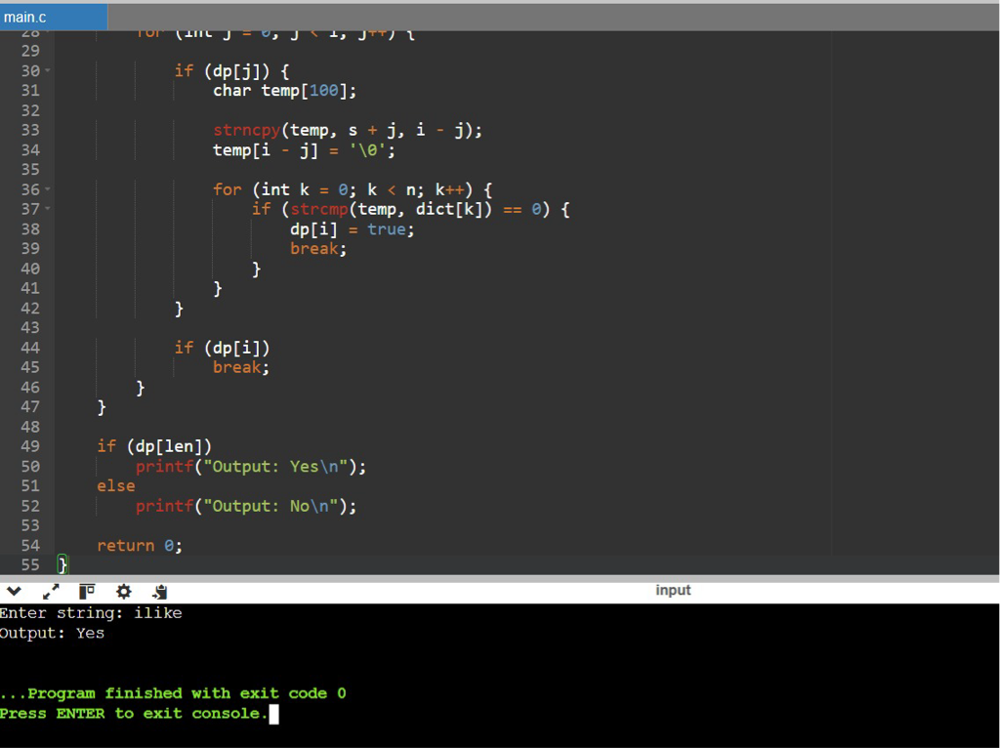 main.c
28 for (int j = 0; j < i; j++) {
29
30 if (dp[j]) {
31 char temp[100];
32
33 strncpy(temp, s + j, i - j);
34 temp[i - j] = '\0';
35
36 for (int k = 0; k < n; k++) {
37 if (strcmp(temp, dict[k]) == 0) {
38 dp[i] = true;
39 break;
40 }
41 }
42 }
43
44 if (dp[i])
45 break;
46 }
47 }
48
49 if (dp[len])
50 printf("Output: Yes\n");
51 else
52 printf("Output: No\n");
53
54 return 0;
55 }
input
Enter string: ilike
Output: Yes
...Program finished with exit code 0
Press ENTER to exit console.